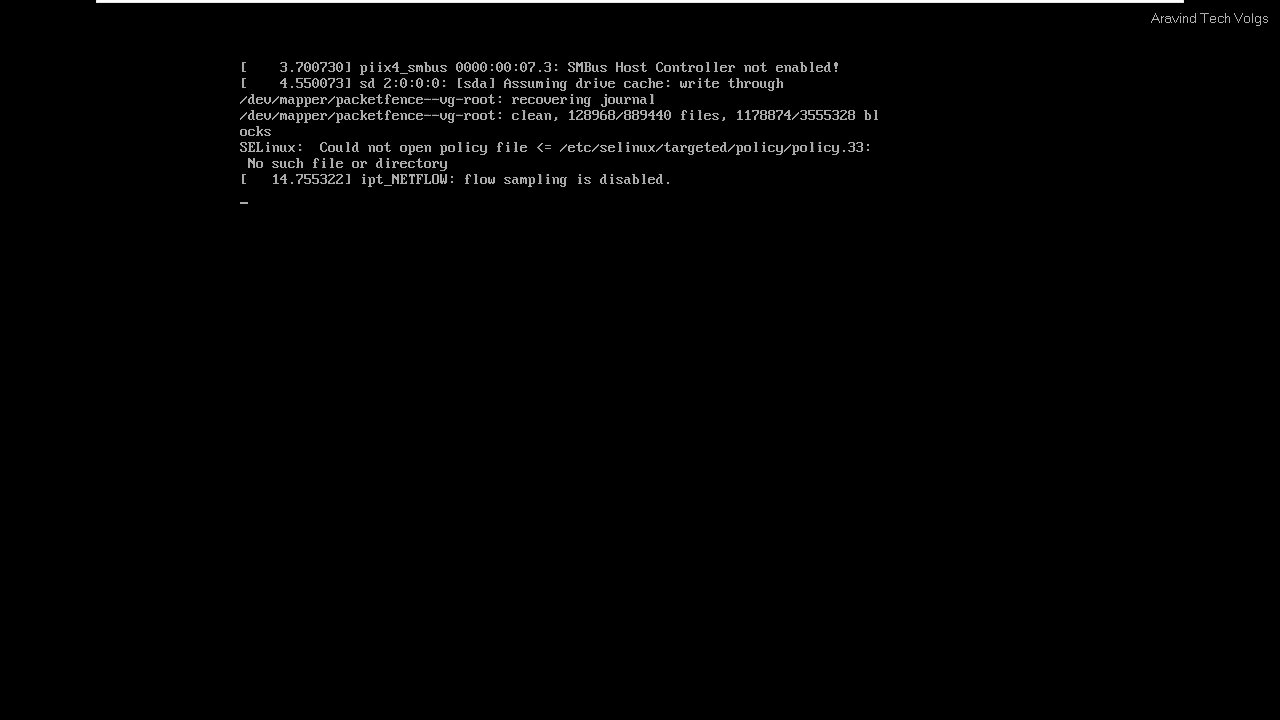 Aravind Tech Volgs
[    3.700730] piix4_smbus 0000:00:07.3: SMBus Host Controller not enabled!
[    4.550073] sd 2:0:0:0: [sda] Assuming drive cache: write through
/dev/mapper/packetfence--vg-root: recovering journal
/dev/mapper/packetfence--vg-root: clean, 128968/889440 files, 1178874/3555328 bl
ocks
SELinux:  Could not open policy file <= /etc/selinux/targeted/policy/policy.33:
 No such file or directory
[   14.755322] ipt_NETFLOW: flow sampling is disabled.
_